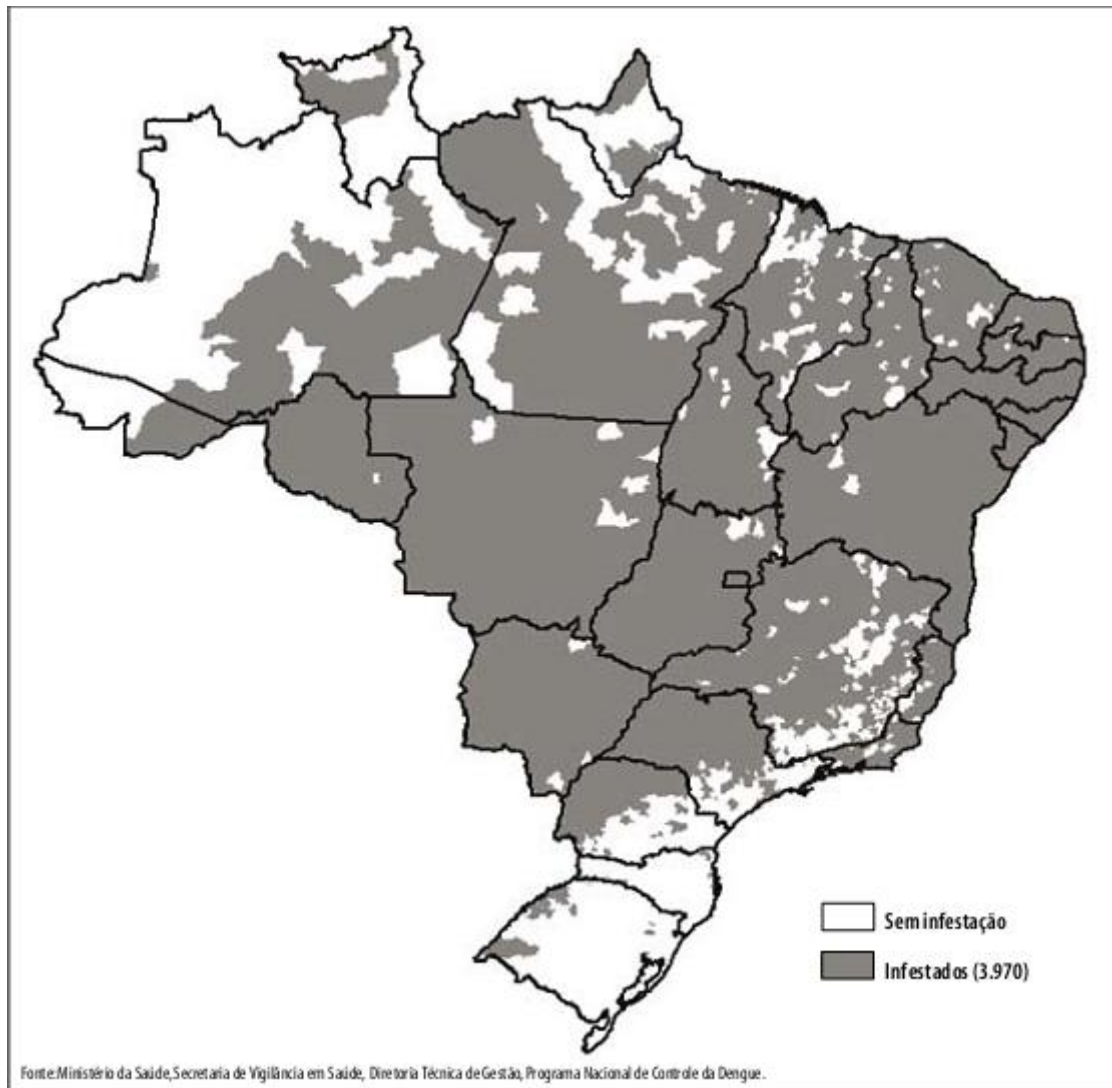 Sem infestação
Infestados (3.970)
Fonte:Ministério da Saúde,Secretaria de Vigilância em Saúde, Diretoria Técnica de Gestão, Programa Nacional de Controle da Dengue.